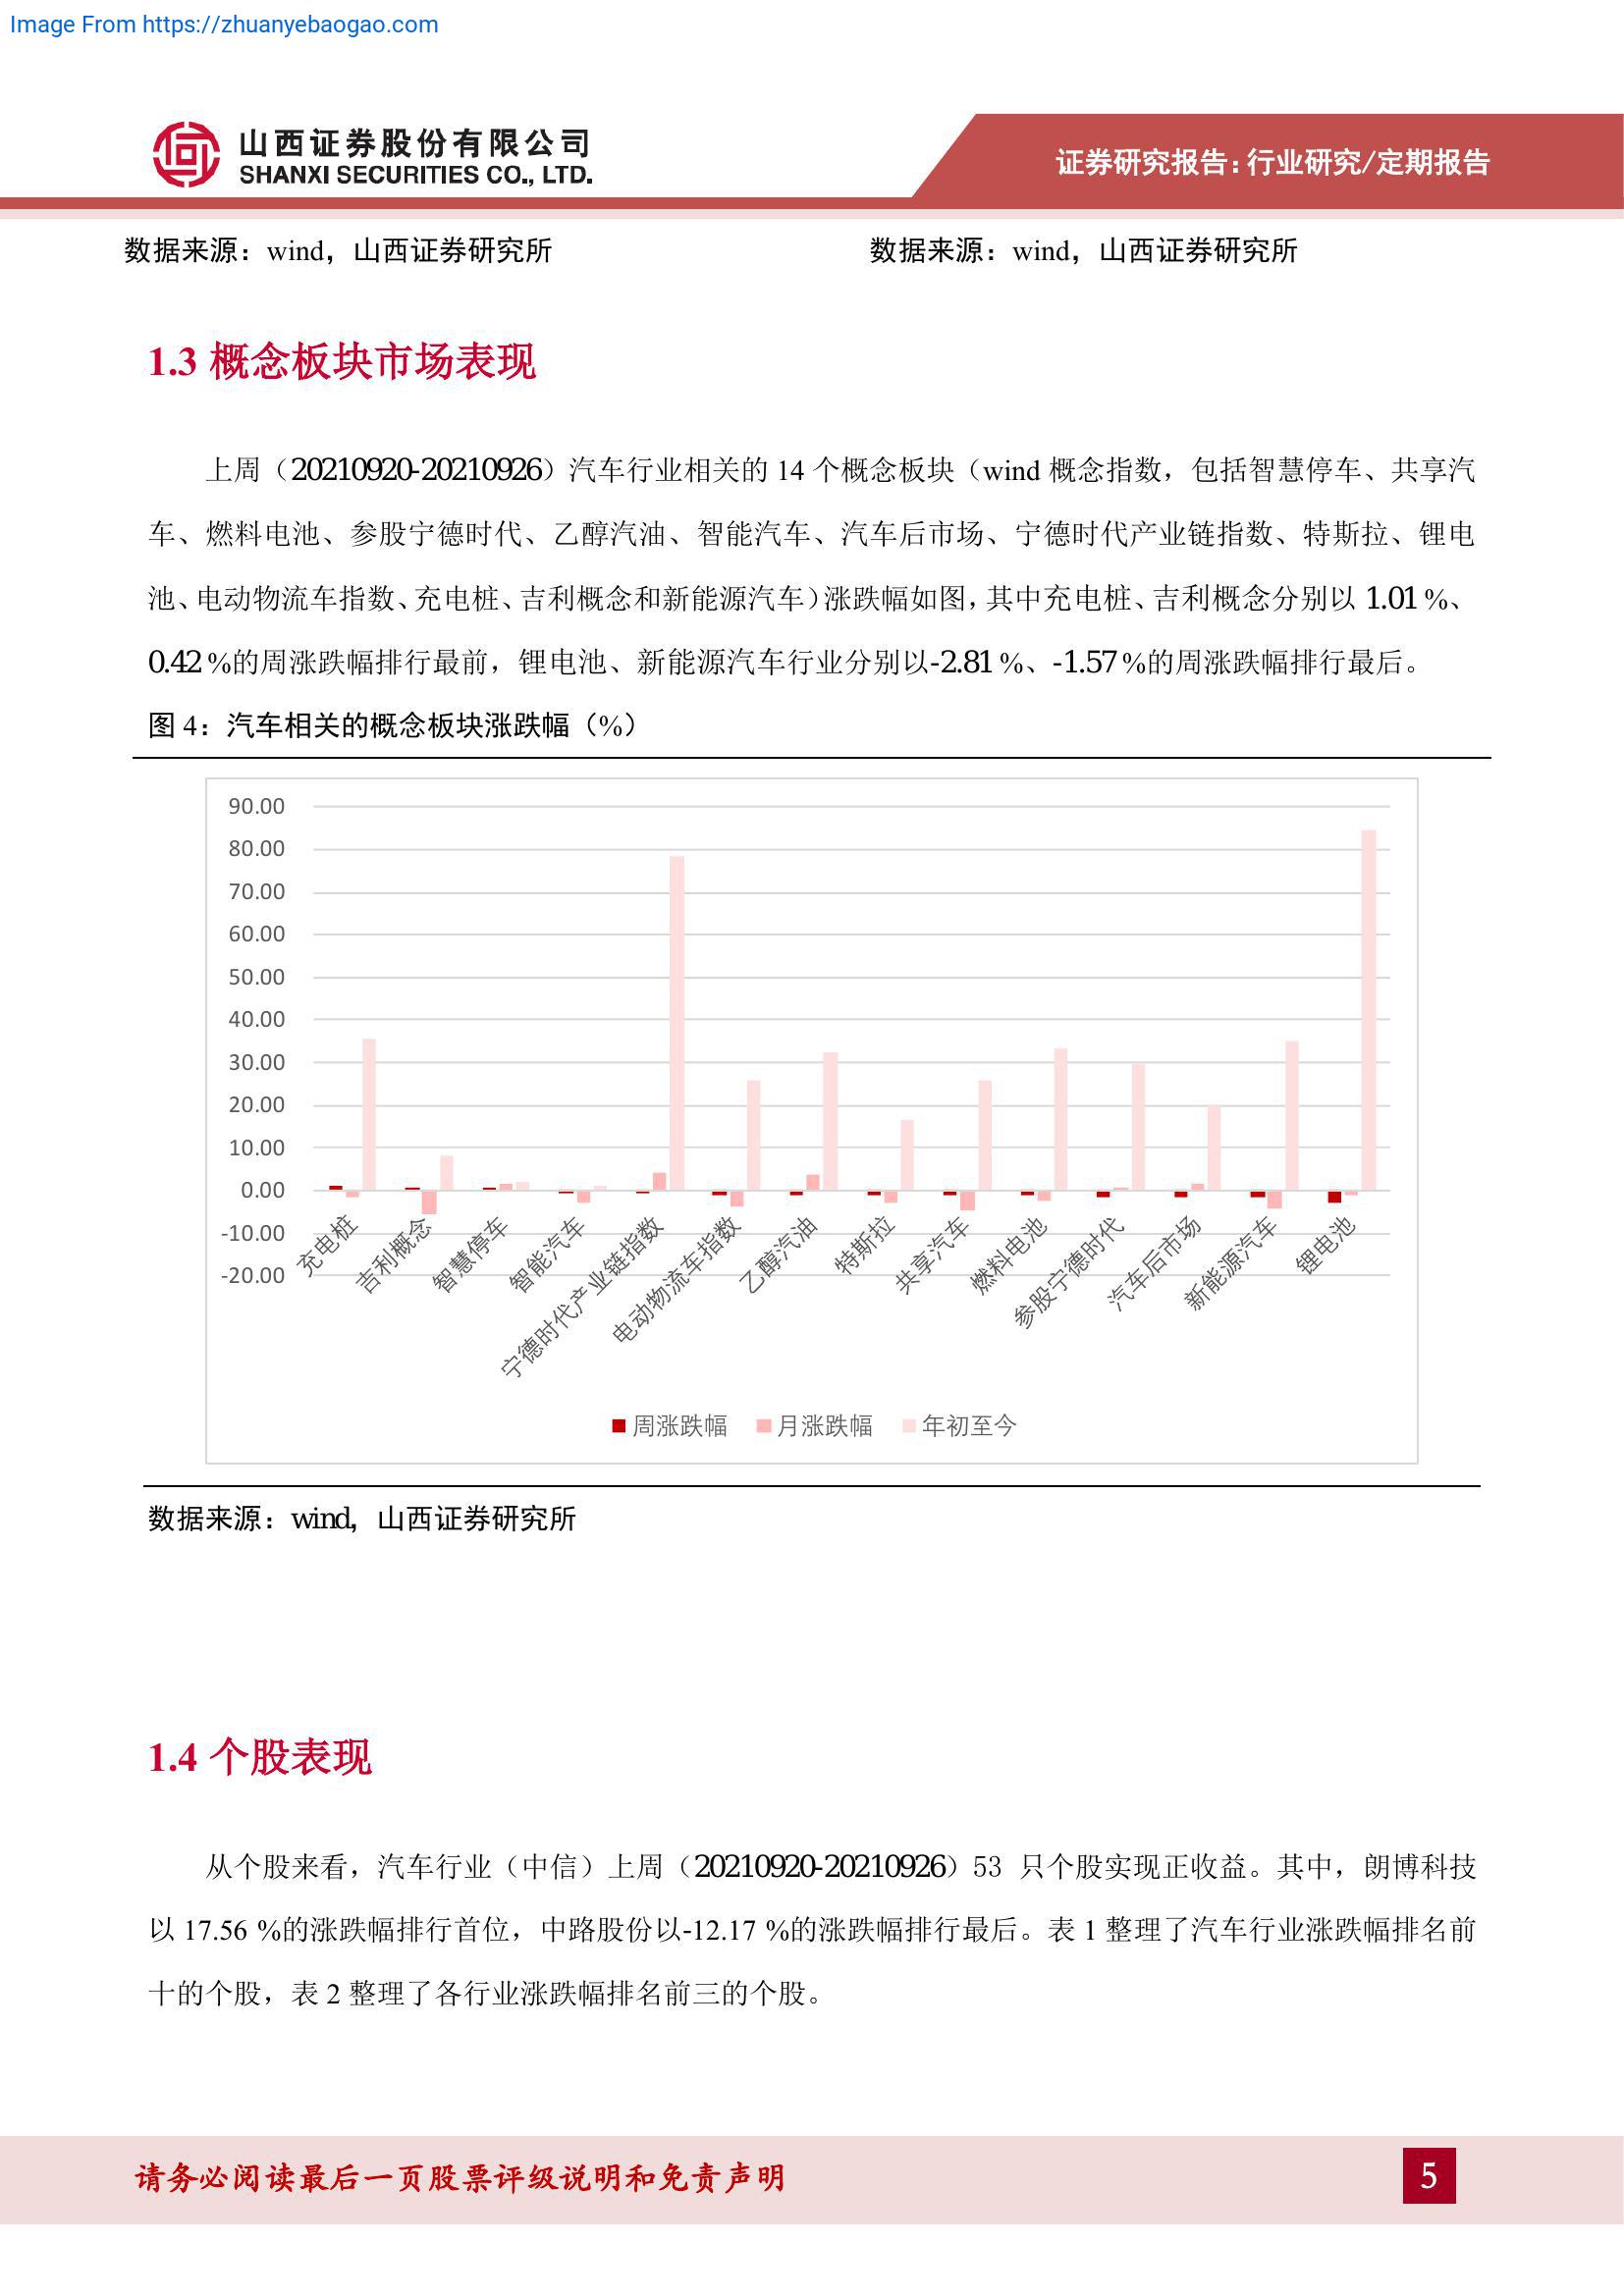 Image From https://zhuanyebaogao.com
山西证券股份有限公司
SHANXI SECURITIES CO., LTD.
证券研究报告：行业研究/定期报告
数据来源：wind，山西证券研究所
数据来源：wind，山西证券研究所
1.3 概念板块市场表现
上周（20210920-20210926）汽车行业相关的 14 个概念板块（wind 概念指数，包括智慧停车、共享汽
车、燃料电池、参股宁德时代、乙醇汽油、智能汽车、汽车后市场、宁德时代产业链指数、特斯拉、锂电
池、电动物流车指数、充电桩、吉利概念和新能源汽车）涨跌幅如图，其中充电桩、吉利概念分别以 1.01 %、
0.42 %的周涨跌幅排行最前，锂电池、新能源汽车行业分别以-2.81 %、-1.57 %的周涨跌幅排行最后。
图 4：汽车相关的概念板块涨跌幅（%）
90.00
80.00
70.00
60.00
50.00
40.00
30.00
20.00
10.00
0.00
-10.00
-20.00
充电桩
吉利概念
智慧停车
智能汽车
宁德时代产业链指数
电动物流车指数
乙醇汽油
特斯拉
共享汽车
燃料电池
参股宁德时代
汽车后市场
新能源汽车
锂电池
周涨跌幅 月涨跌幅 年初至今
数据来源：wind，山西证券研究所
1.4 个股表现
从个股来看，汽车行业（中信）上周（20210920-20210926）53 只个股实现正收益。其中，朗博科技
以 17.56 %的涨跌幅排行首位，中路股份以-12.17 %的涨跌幅排行最后。表 1 整理了汽车行业涨跌幅排名前
十的个股，表 2 整理了各行业涨跌幅排名前三的个股。
请务必阅读最后一页股票评级说明和免责声明
5